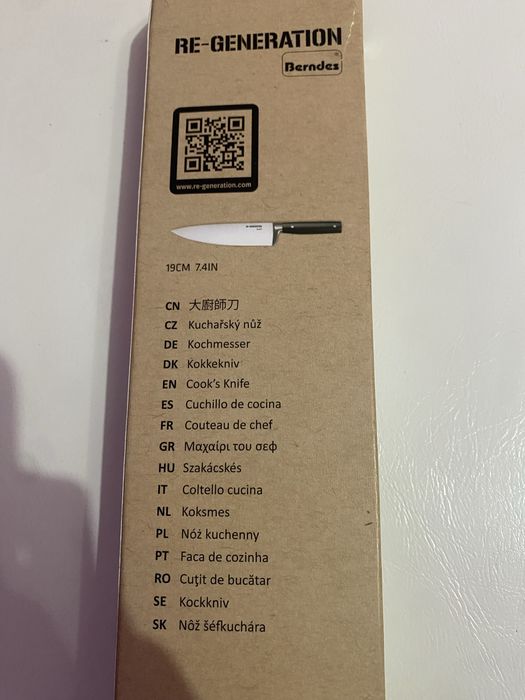 RE-GENERATION
Berndes®
www.re-generation.com
19CM 7.4IN
CN 大廚師刀
CZ Kuchařský nůž
DE Kochmesser
DK Kokkekniv
EN Cook's Knife
ES Cuchillo de cocina
FR Couteau de chef
GR Μαχαίρι του σεφ
HU Szakácskés
IT Coltello cucina
NL Koksmes
PL Nóż kuchenny
PT Faca de cozinha
RO Cuţit de bucătar
SE Kockkniv
SK Nôž šéfkuchára